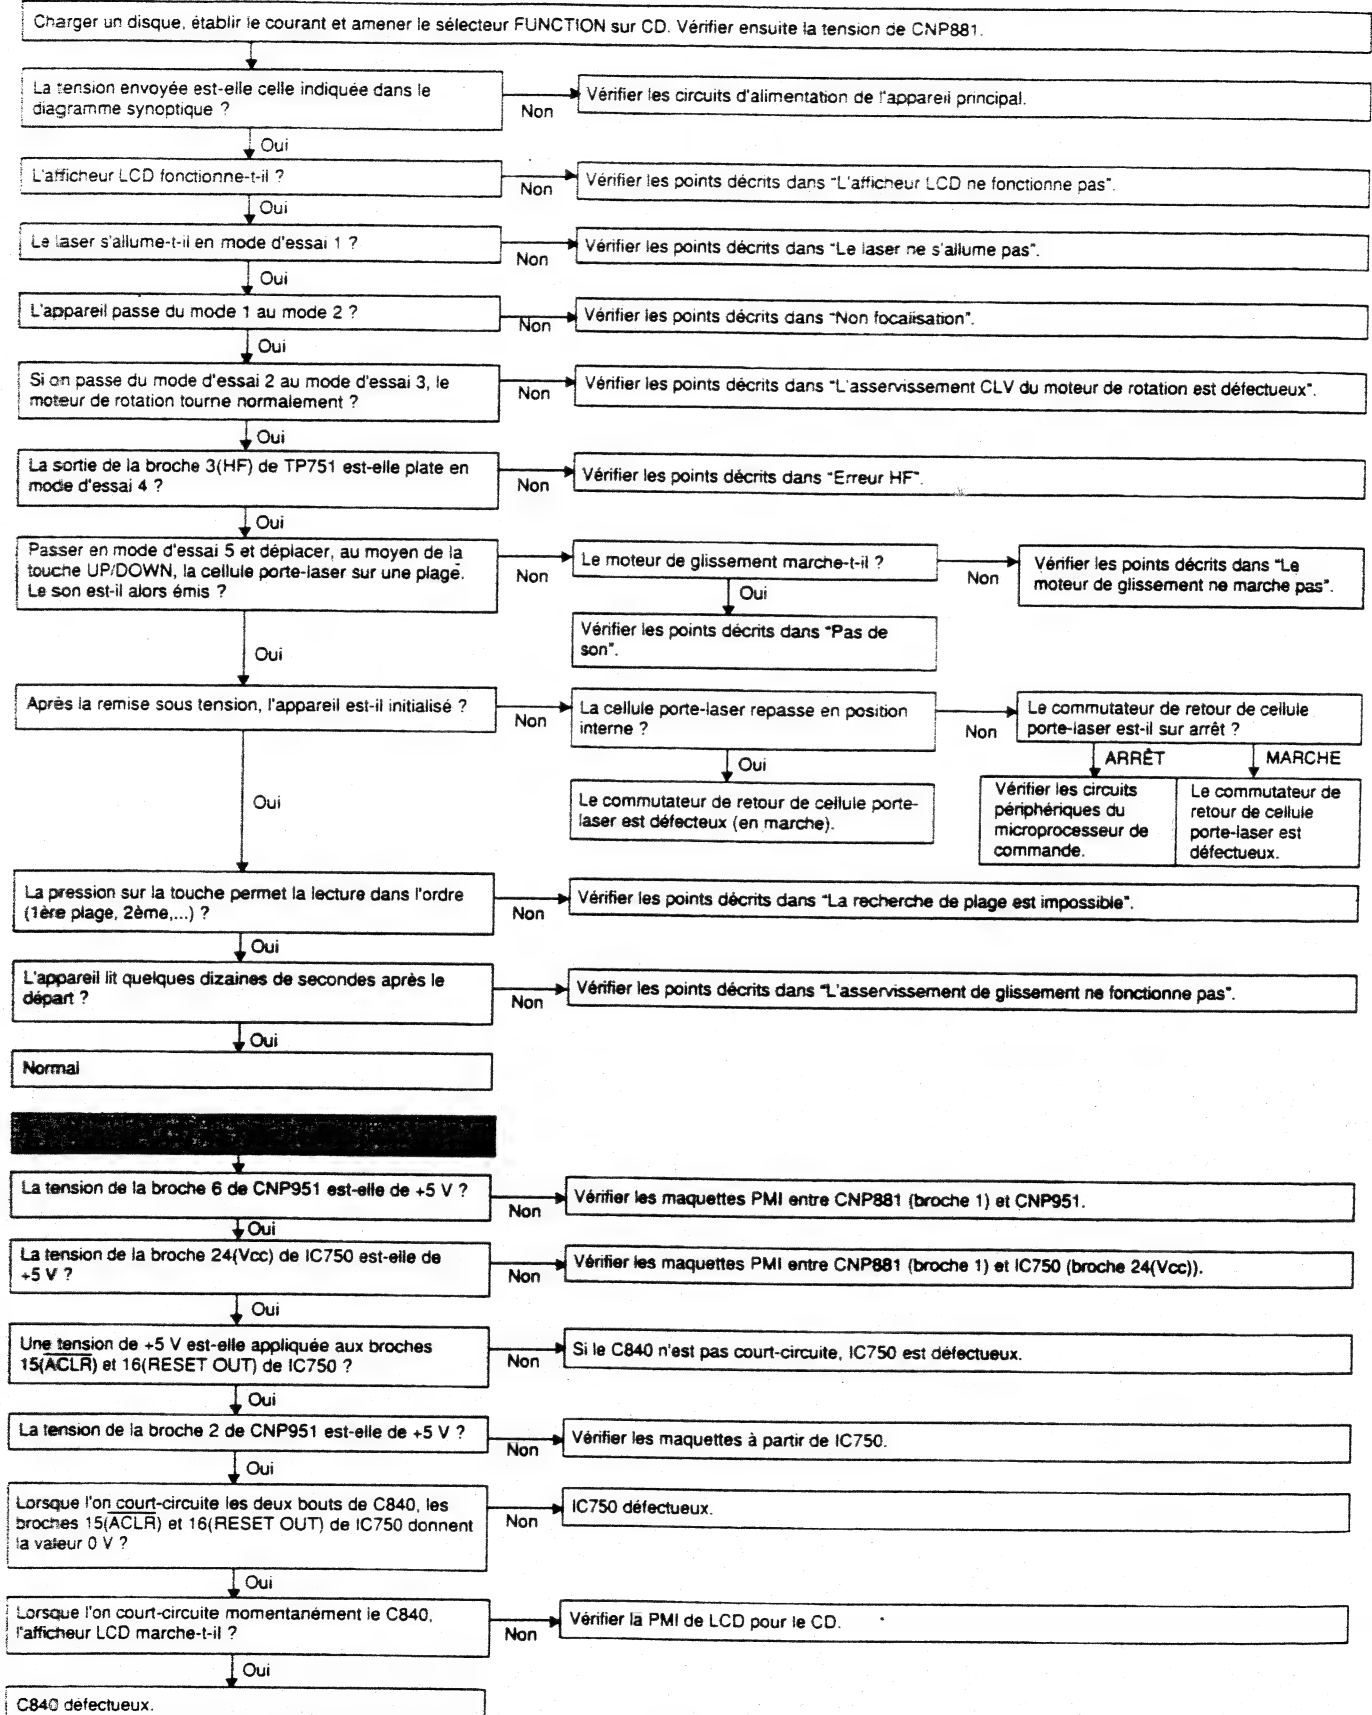 Charger un disque, établir le courant et amener le sélecteur FUNCTION sur CD. Vérifier ensuite la tension de CNP881.
La tension envoyée est-elle celle indiquée dans le
diagramme synoptique ?
Non
Vérifier les circuits d'alimentation de l'appareil principal.
Oui
L'afficheur LCD fonctionne-t-il ?
Non
Vérifier les points décrits dans "L'afficheur LCD ne fonctionne pas".
Oui
Le laser s'allume-t-il en mode d'essai 1 ?
Non
Vérifier les points décrits dans "Le laser ne s'allume pas".
Oui
L'appareil passe du mode 1 au mode 2 ?
Non
Vérifier les points décrits dans "Non focalisation".
Oui
Si on passe du mode d'essai 2 au mode d'essai 3, le
moteur de rotation tourne normalement ?
Non
Vérifier les points décrits dans "L'asservissement CLV du moteur de rotation est défectueux".
Oui
La sortie de la broche 3(HF) de TP751 est-elle plate en
mode d'essai 4 ?
Non
Vérifier les points décrits dans "Erreur HF".
Oui
Passer en mode d'essai 5 et déplacer, au moyen de la
touche UP/DOWN, la cellule porte-laser sur une plage.
Le son est-il alors émis ?
Non
Le moteur de glissement marche-t-il ?
Non
Vérifier les points décrits dans "Le
moteur de glissement ne marche pas".
Oui
Vérifier les points décrits dans "Pas de
son".
Oui
Après la remise sous tension, l'appareil est-il initialisé ?
Non
La cellule porte-laser repasse en position
interne ?
Non
Le commutateur de retour de cellule
porte-laser est-il sur arrêt ?
Oui
ARRÊT
MARCHE
Le commutateur de retour de cellule porte-
laser est défecteux (en marche).
Vérifier les circuits
périphériques du
microprocesseur de
commande.
Le commutateur de
retour de cellule
porte-laser est
défectueux.
Oui
La pression sur la touche permet la lecture dans l'ordre
(1ère plage, 2ème,...) ?
Non
Vérifier les points décrits dans "La recherche de plage est impossible".
Oui
L'appareil lit quelques dizaines de secondes après le
départ ?
Non
Vérifier les points décrits dans "L'asservissement de glissement ne fonctionne pas".
Oui
Normal
La tension de la broche 6 de CNP951 est-elle de +5 V ?
Non
Vérifier les maquettes PMI entre CNP881 (broche 1) et CNP951.
Oui
La tension de la broche 24(Vcc) de IC750 est-elle de
+5 V ?
Non
Vérifier les maquettes PMI entre CNP881 (broche 1) et IC750 (broche 24(Vcc)).
Oui
Une tension de +5 V est-elle appliquée aux broches
15(ACLR) et 16(RESET OUT) de IC750 ?
Non
Si le C840 n'est pas court-circuite, IC750 est défectueux.
Oui
La tension de la broche 2 de CNP951 est-elle de +5 V ?
Non
Vérifier les maquettes à partir de IC750.
Oui
Lorsque l'on court-circuite les deux bouts de C840, les
broches 15(ACLR) et 16(RESET OUT) de IC750 donnent
la valeur 0 V ?
Non
IC750 défectueux.
Oui
Lorsque l'on court-circuite momentanément le C840,
l'afficheur LCD marche-t-il ?
Non
Vérifier la PMI de LCD pour le CD.
Oui
C840 défectueux.